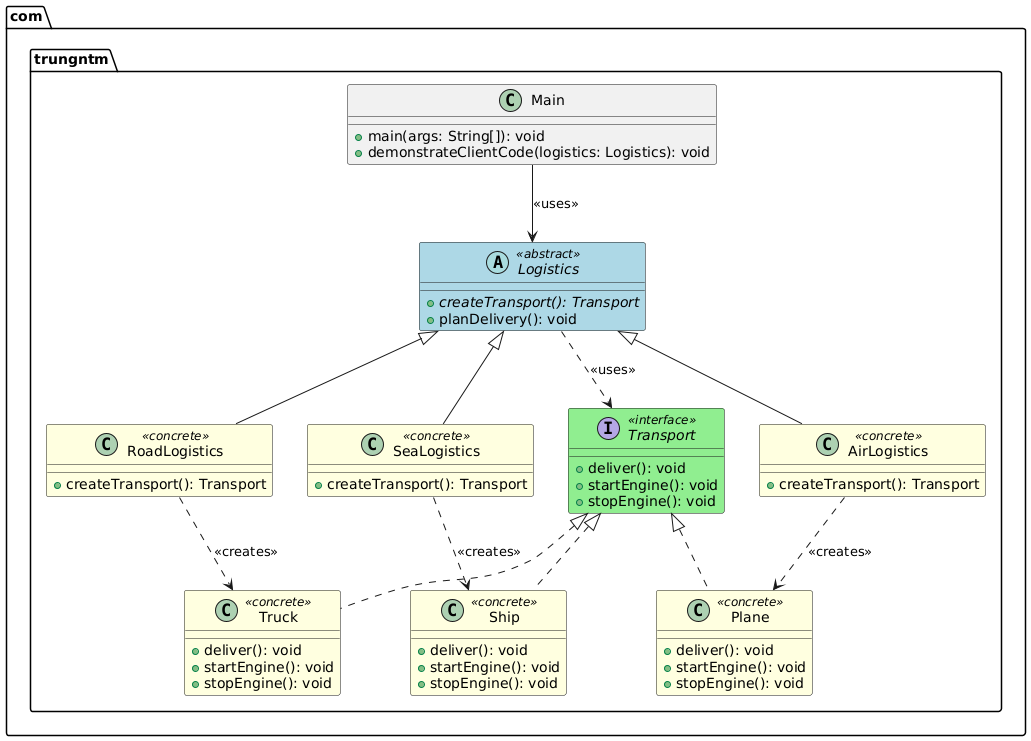 com
trungntm
C Main
main(args: String[]): void
demonstrateClientCode(logistics: Logistics): void
«uses»
«abstract»
A Logistics
createTransport(): Transport
planDelivery(): void
«uses»
«concrete»
C RoadLogistics
createTransport(): Transport
«concrete»
C SeaLogistics
createTransport(): Transport
«interface»
I Transport
deliver(): void
startEngine(): void
stopEngine(): void
«concrete»
C AirLogistics
createTransport(): Transport
«creates»
«creates»
«creates»
«concrete»
C Truck
deliver(): void
startEngine(): void
stopEngine(): void
«concrete»
C Ship
deliver(): void
startEngine(): void
stopEngine(): void
«concrete»
C Plane
deliver(): void
startEngine(): void
stopEngine(): void